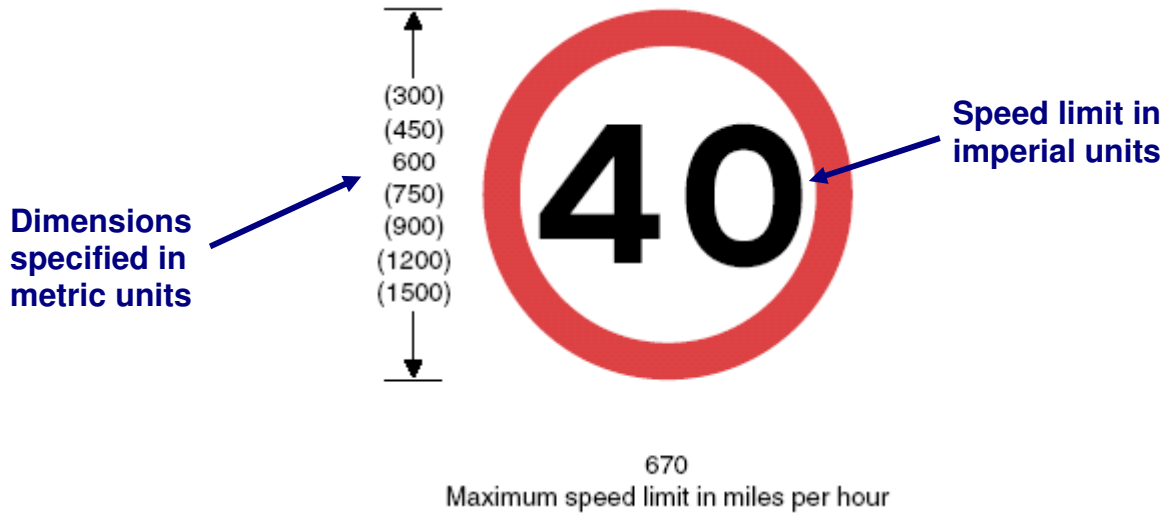 Dimensions
specified in
metric units
(300)
(450)
600
(750)
(900)
(1200)
(1500)
40
Speed limit in
imperial units
670
Maximum speed limit in miles per hour